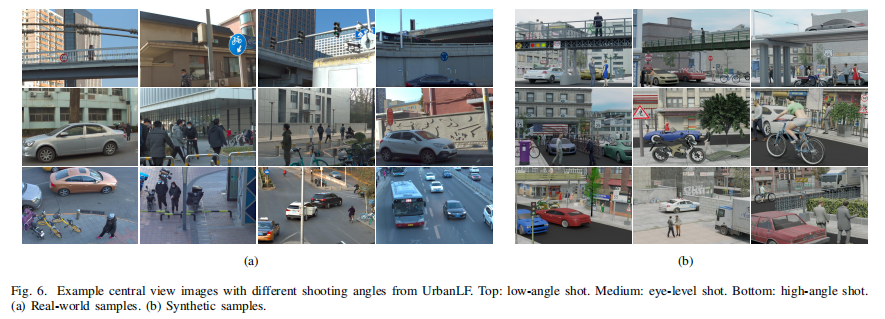 (a)
(b)
Fig. 6. Example central view images with different shooting angles from UrbanLF. Top: low-angle shot. Medium: eye-level shot. Bottom: high-angle shot.
(a) Real-world samples. (b) Synthetic samples.